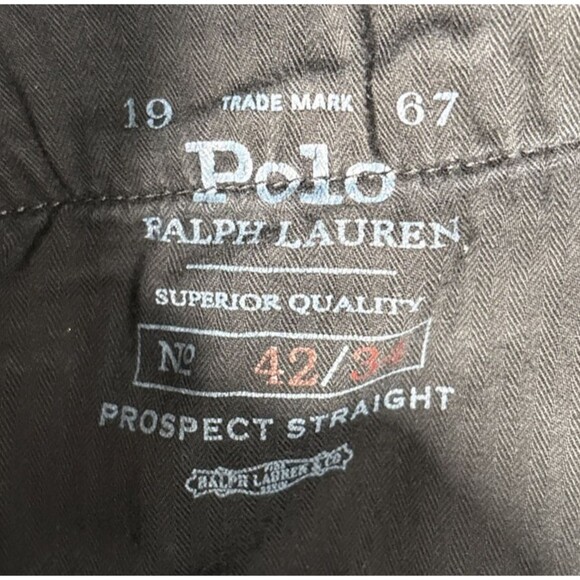 19 TRADE MARK 67
Polo
RALPH LAUREN
SUPERIOR QUALITY
No 42/34
PROSPECT STRAIGHT
RALPH LAUREN & CO